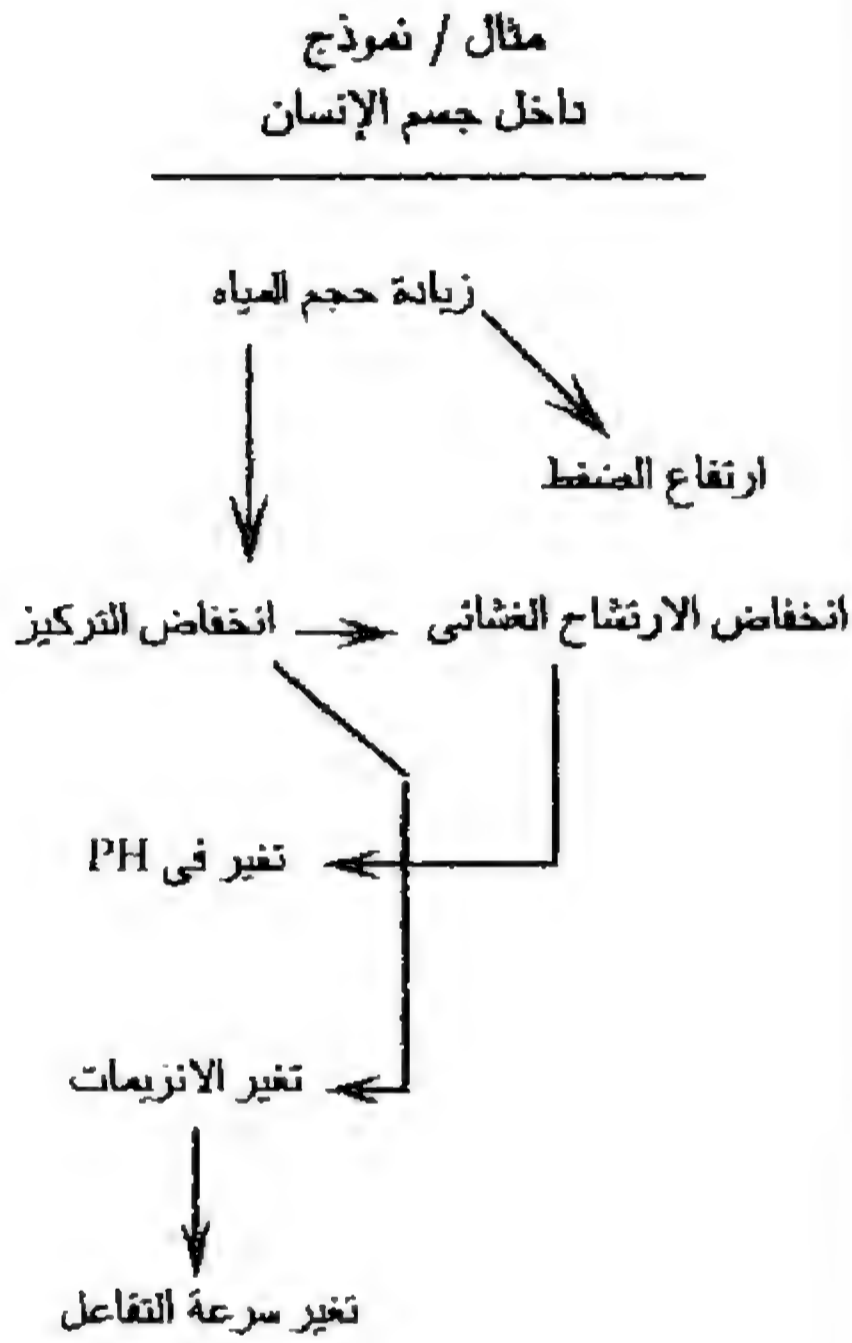 مثال / نموذج
داخل جسم الإنسان
زيادة حجم المياه
ارتفاع الضغط
انخفاض الارتشاح الغشائى
انخفاض التركيز
تغير فى PH
تغير الانزيمات
تغير سرعة التفاعل